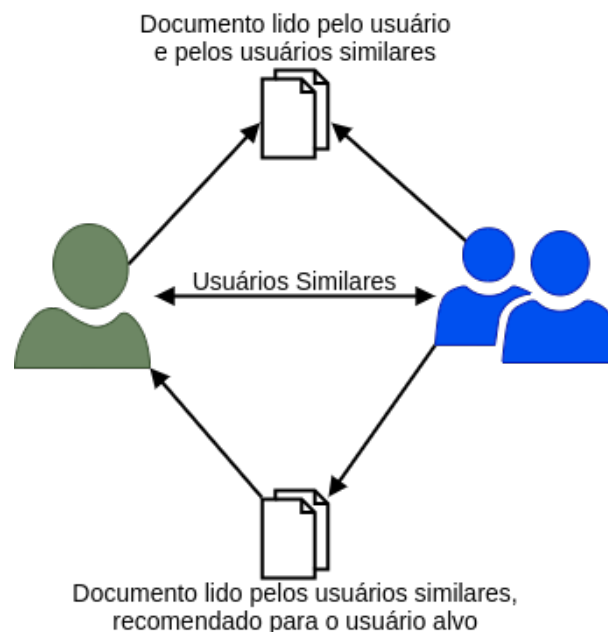 Documento lido pelo usuário
e pelos usuários similares
Usuários Similares
Documento lido pelos usuários similares,
recomendado para o usuário alvo